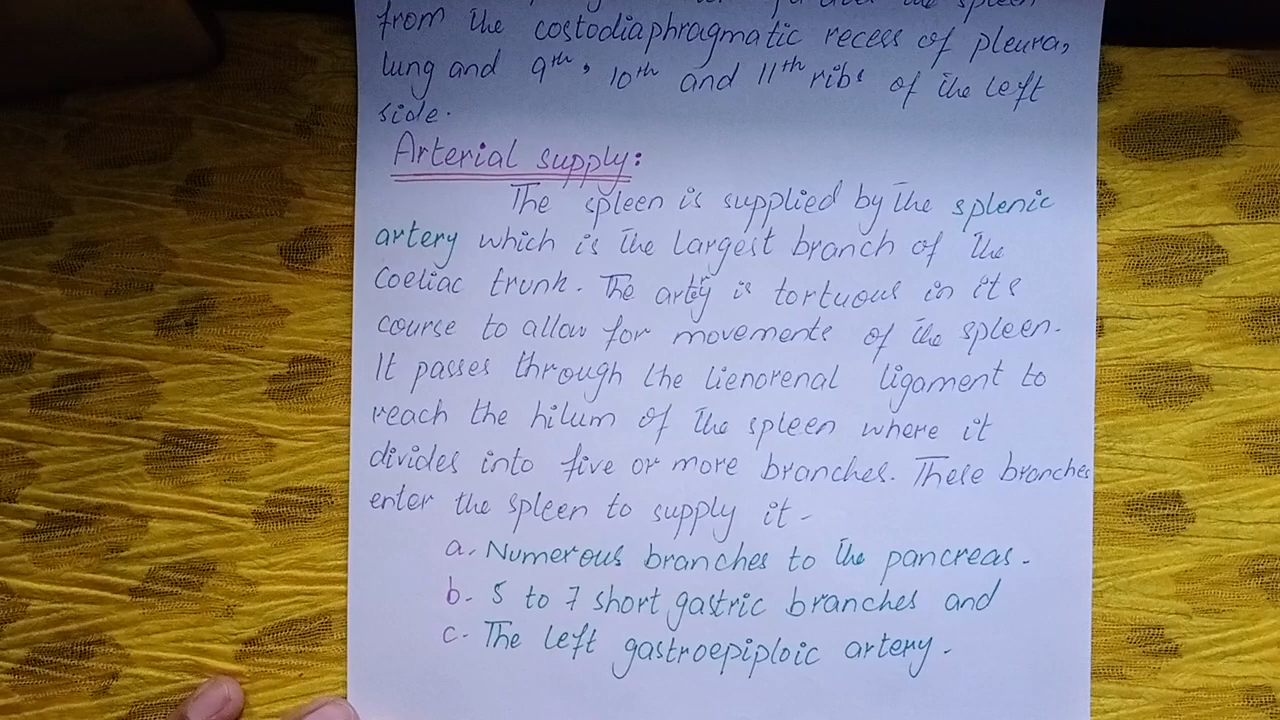 the spleen
from the costodiaphragmatic recess of pleura,
lung and 9th, 10th and 11th ribs of the left
side.
Arterial supply:
The spleen is supplied by the splenic
artery which is the largest branch of the
coeliac trunk. The artery is tortuous in its
course to allow for movements of the spleen.
It passes through the lienorenal ligament to
reach the hilum of the spleen where it
divides into five or more branches. These branches
enter the spleen to supply it.
a. Numerous branches to the pancreas.
b. 5 to 7 short gastric branches and
c. The left gastroepiploic artery.